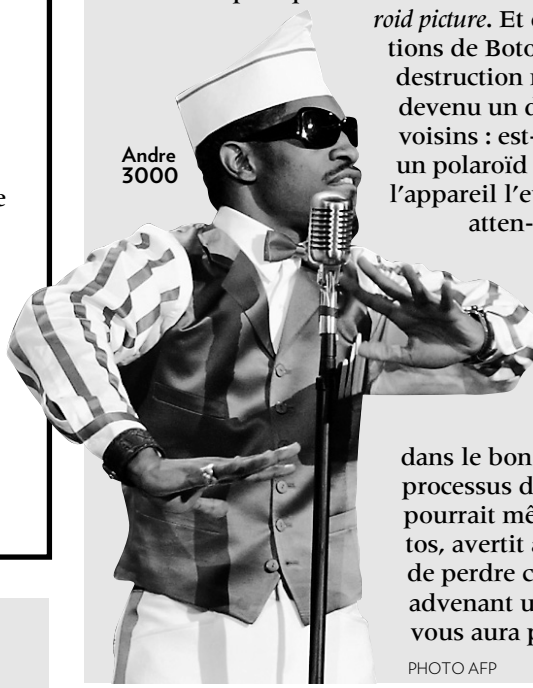 Andre
3000
roid picture. Et
tions de Boto
destruction
devenu un
voisins : est-
un polaroïd
l'appareil l'e
atten-
dans le bon
processus d
pourrait mê
tos, avertit
de perdre c
advenant u
vous aura p
PHOTO AFP